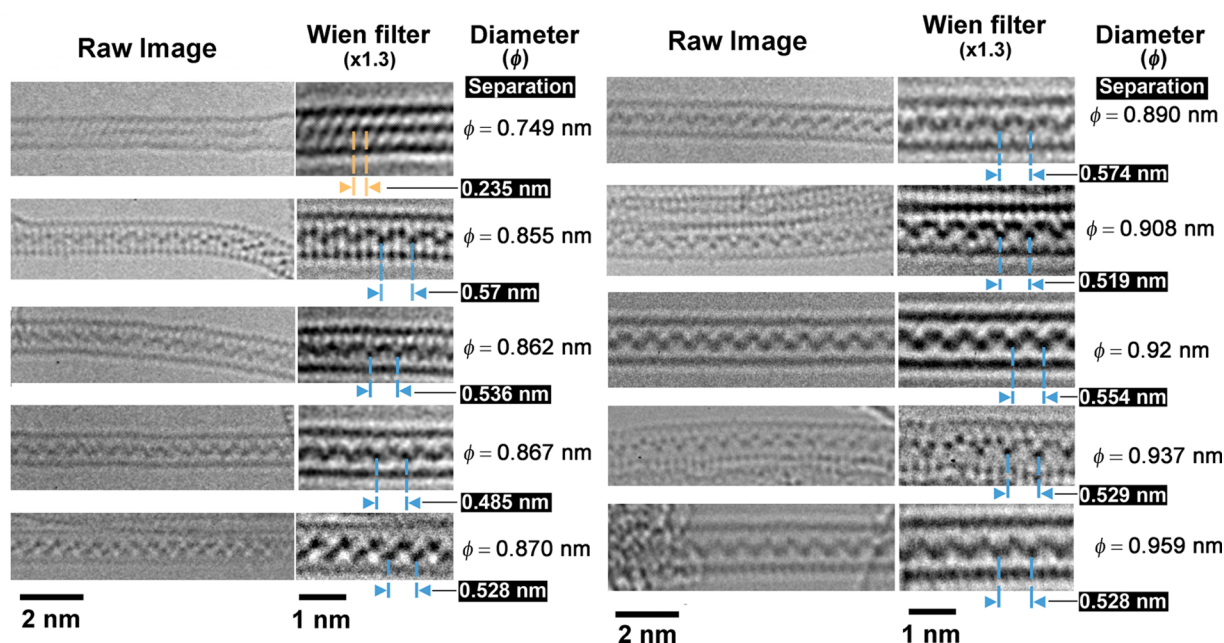 Raw Image
Wien filter
(x1.3)
Diameter
(ϕ)
Separation
ϕ = 0.749 nm
0.235 nm
ϕ = 0.855 nm
0.57 nm
ϕ = 0.862 nm
0.536 nm
ϕ = 0.867 nm
0.485 nm
ϕ = 0.870 nm
0.528 nm
2 nm
1 nm
Raw Image
Wien filter
(x1.3)
Diameter
(ϕ)
Separation
ϕ = 0.890 nm
0.574 nm
ϕ = 0.908 nm
0.519 nm
ϕ = 0.92 nm
0.554 nm
ϕ = 0.937 nm
0.529 nm
ϕ = 0.959 nm
0.528 nm
2 nm
1 nm